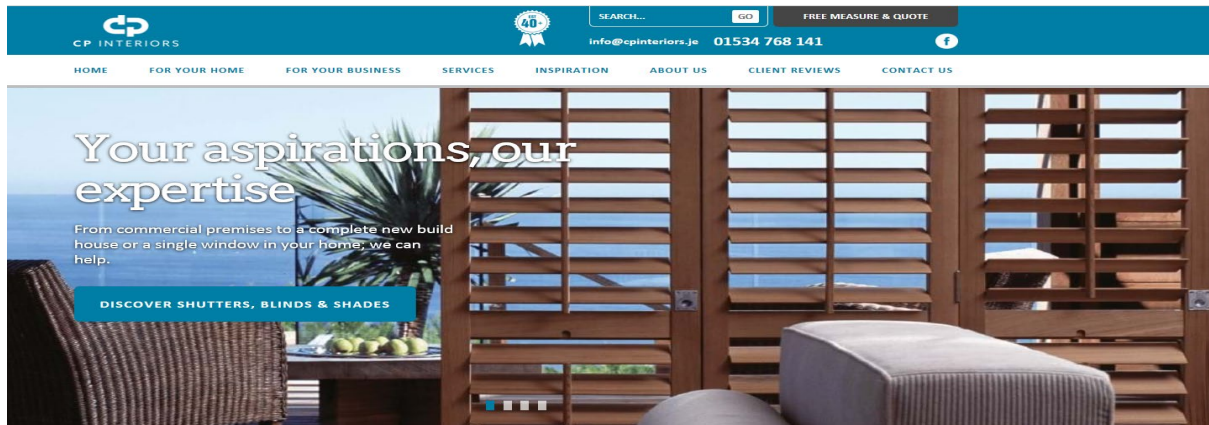 cp
CP INTERIORS
40+
SEARCH...
GO
FREE MEASURE & QUOTE
info@cpinteriors.je
01534 768 141
f
HOME
FOR YOUR HOME
FOR YOUR BUSINESS
SERVICES
INSPIRATION
ABOUT US
CLIENT REVIEWS
CONTACT US
Your aspirations, our
expertise
From commercial premises to a complete new build
house or a single window in your home; we can
help.
DISCOVER SHUTTERS, BLINDS & SHADES